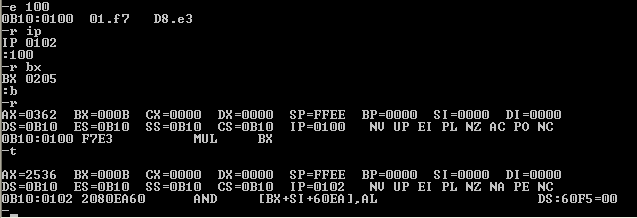 -e 100
0B10:0100  01.f7   D8.e3
-r ip
IP 0102
:100
-r bx
BX 0205
:b
-r
AX=0362  BX=000B  CX=0000  DX=0000  SP=FFEE  BP=0000  SI=0000  DI=0000
DS=0B10  ES=0B10  SS=0B10  CS=0B10  IP=0100   NV UP EI PL NZ AC PO NC
0B10:0100 F7E3          MUL     BX
-t
AX=2536  BX=000B  CX=0000  DX=0000  SP=FFEE  BP=0000  SI=0000  DI=0000
DS=0B10  ES=0B10  SS=0B10  CS=0B10  IP=0102   NV UP EI PL NZ NA PE NC
0B10:0102 2080EA60      AND     [BX+SI+60EA],AL                    DS:60F5=00
-